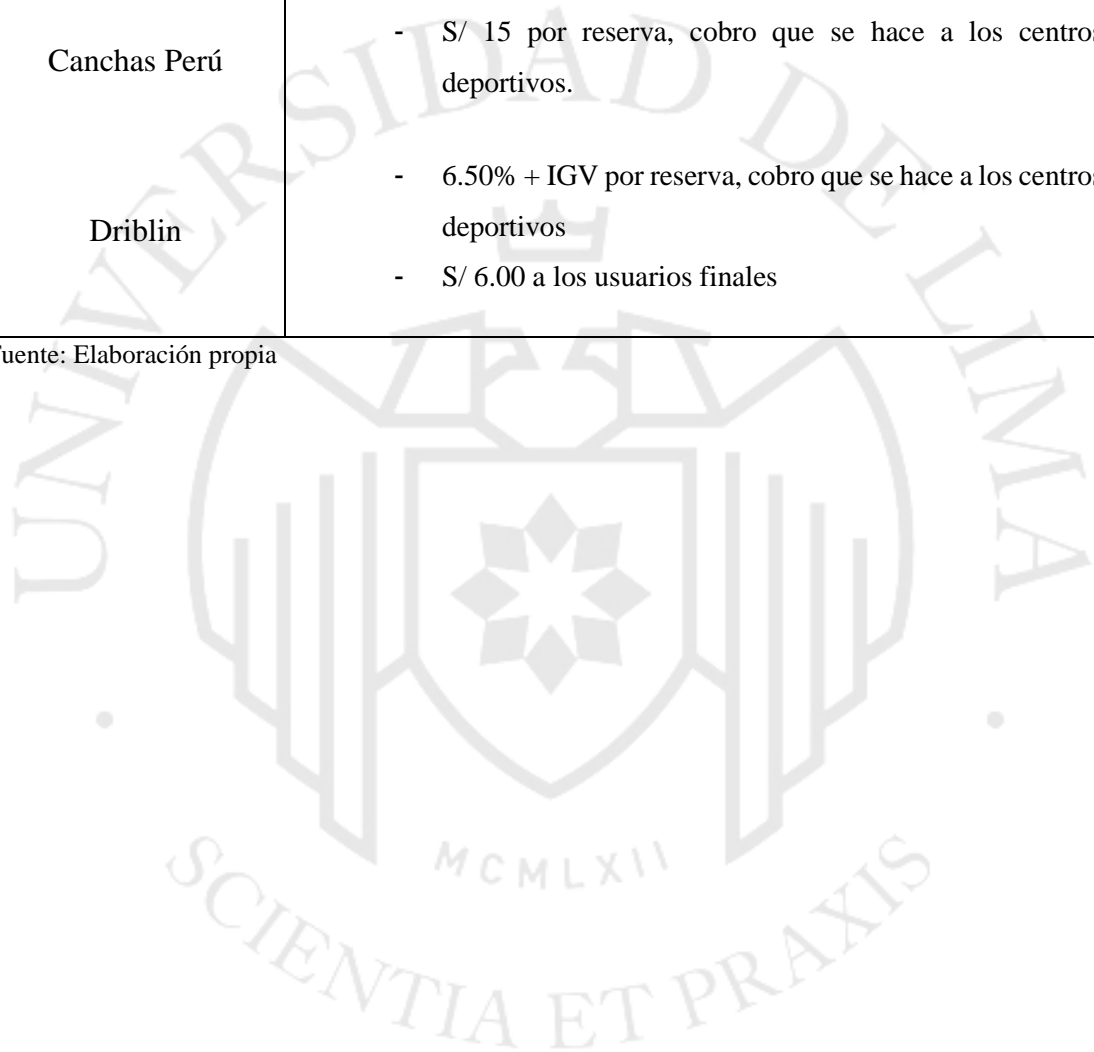 Canchas Perú
- S/ 15 por reserva, cobro que se hace a los centros
deportivos.
Driblin
- 6.50% + IGV por reserva, cobro que se hace a los centros
deportivos
- S/ 6.00 a los usuarios finales
uente: Elaboración propia
UNIVERSIDAD DE LIMA
MCMLXII
SCIENTIA ET PRAXIS